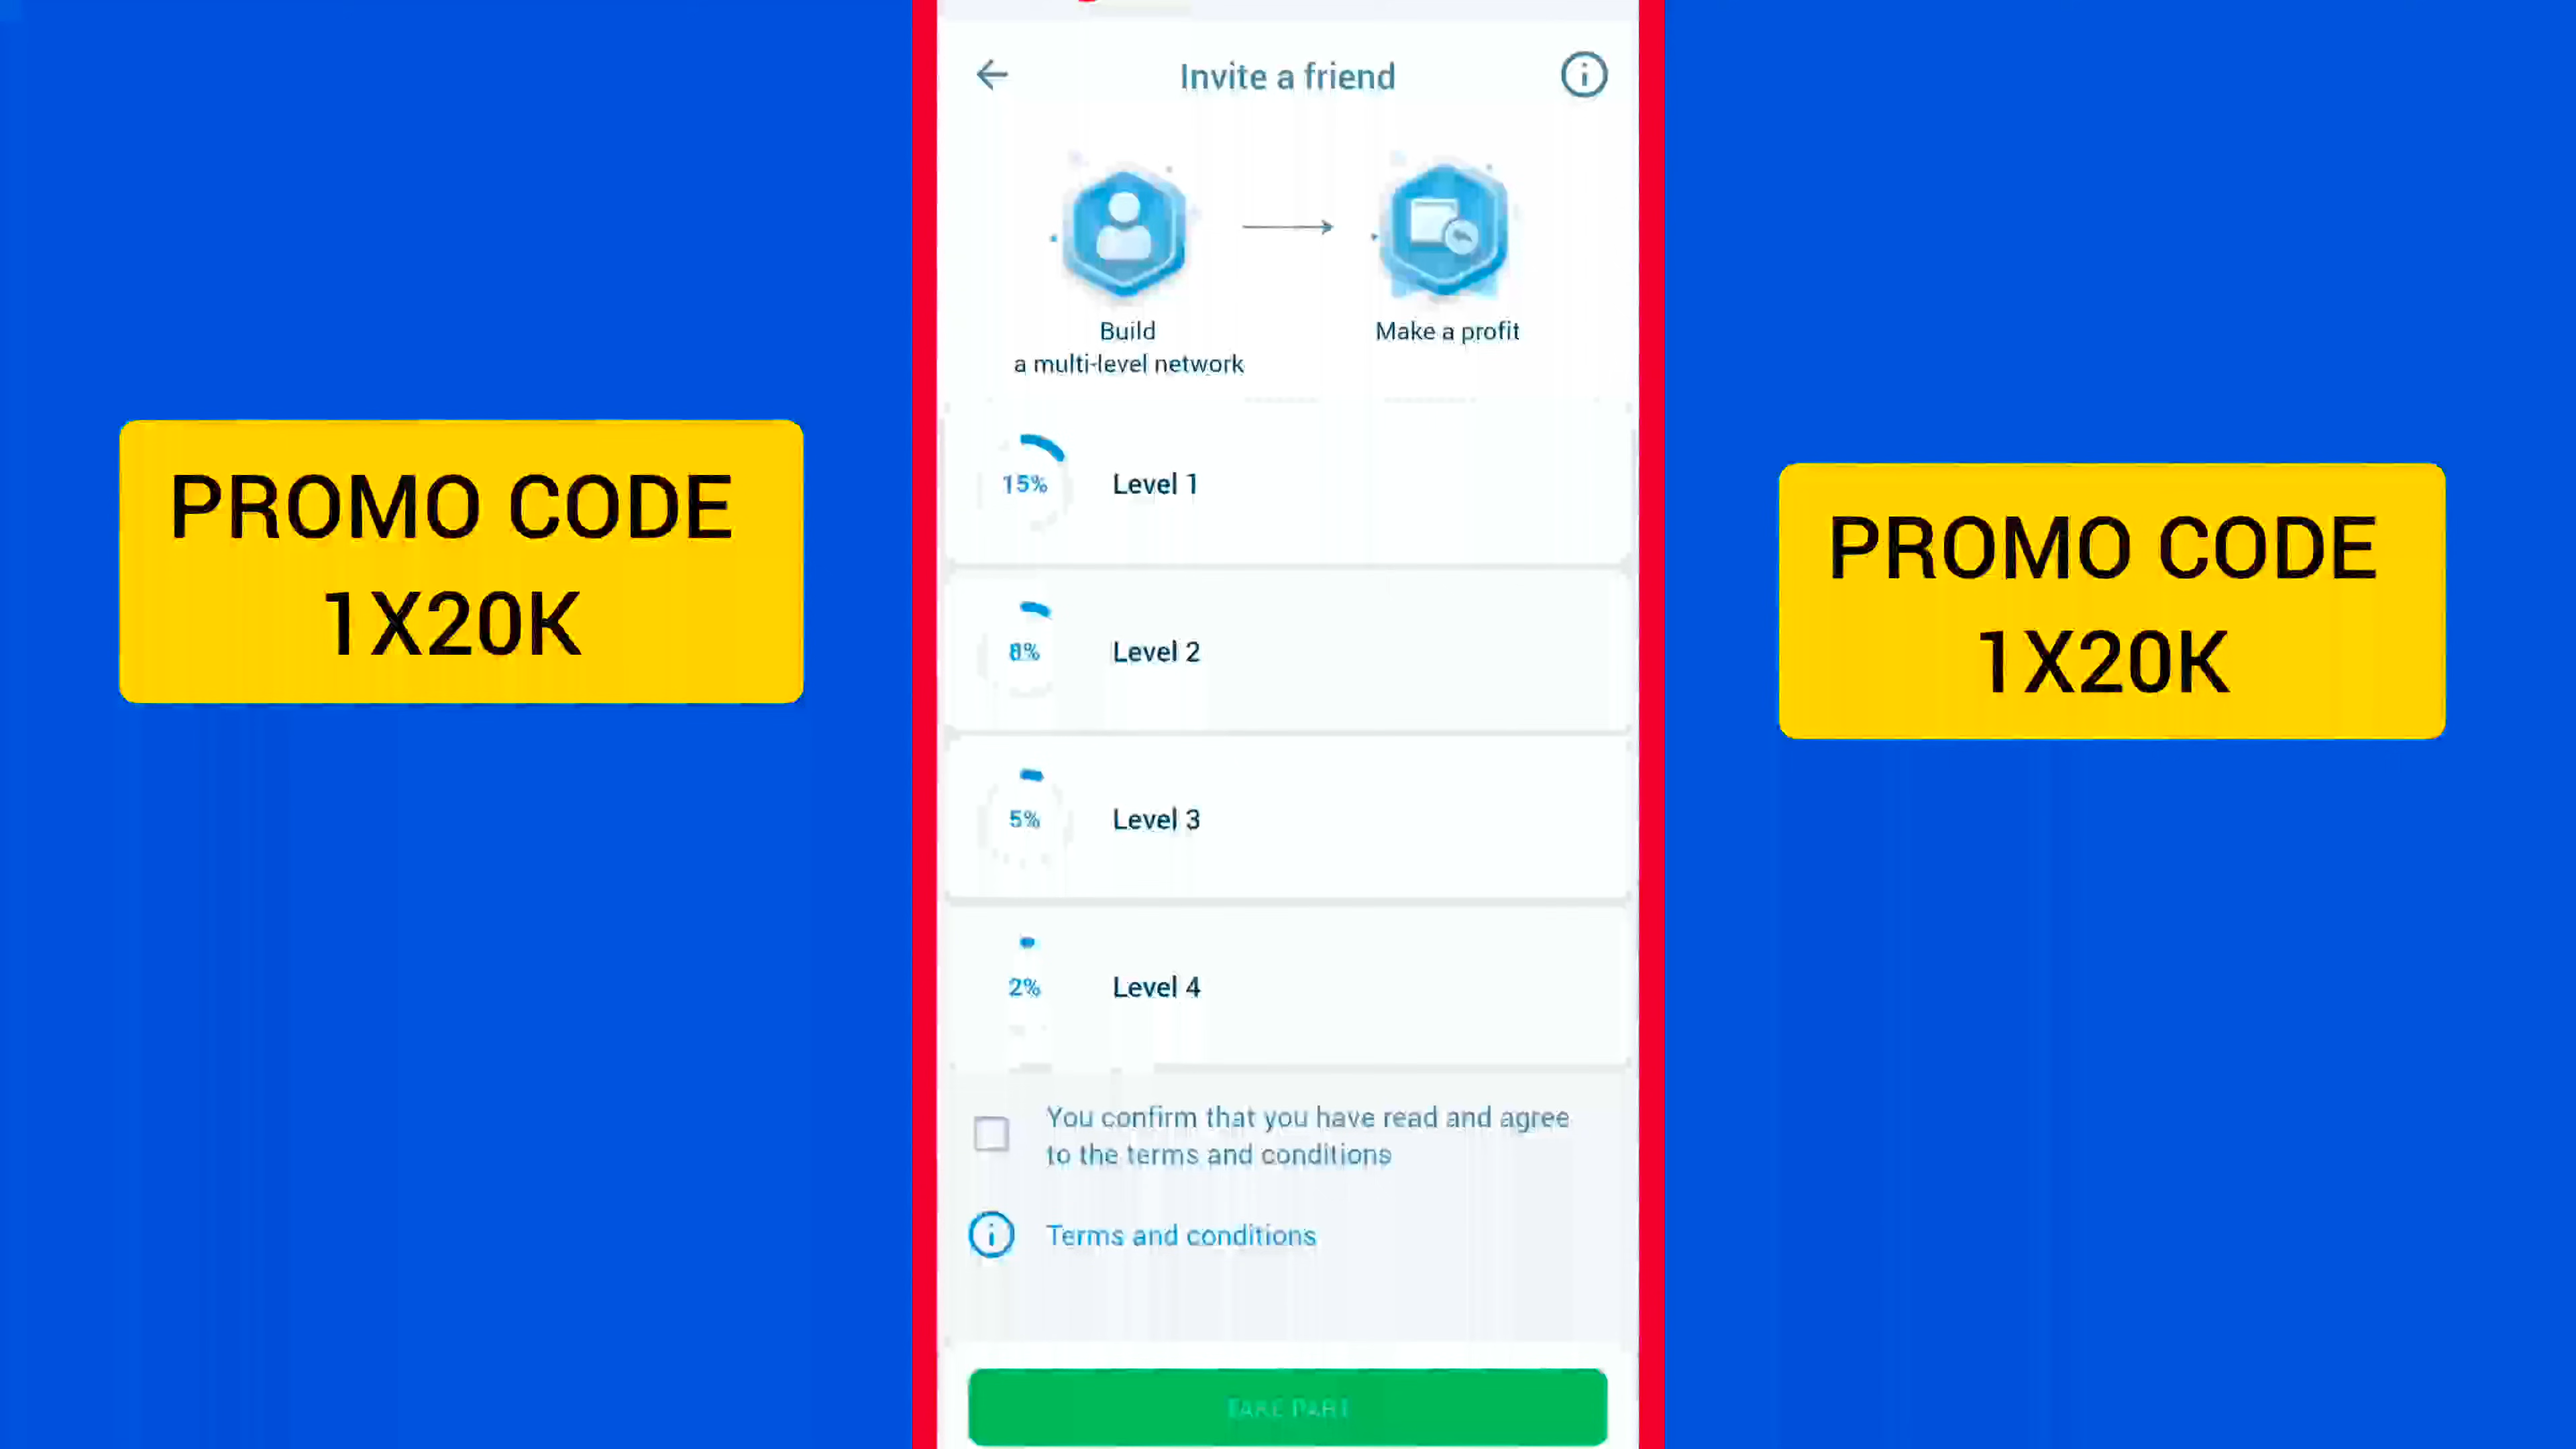 Invite a friend
Build
a multi-level network
Make a profit
PROMO CODE
1X20K
15%
Level 1
8%
Level 2
5%
Level 3
2%
Level 4
PROMO CODE
1X20K
You confirm that you have read and agree
to the terms and conditions
Terms and conditions
TAKE PART